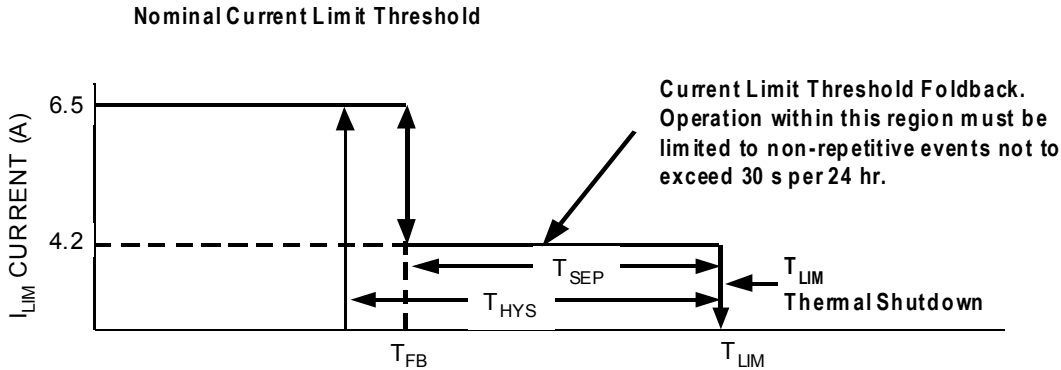 Nominal Current Limit Threshold
6.5
4.2
I_LIM CURRENT (A)
Current Limit Threshold Foldback.
Operation within this region must be
limited to non-repetitive events not to
exceed 30 s per 24 hr.
T_SEP
T_HYS
T_LIM
Thermal Shutdown
T_FB
T_LIM